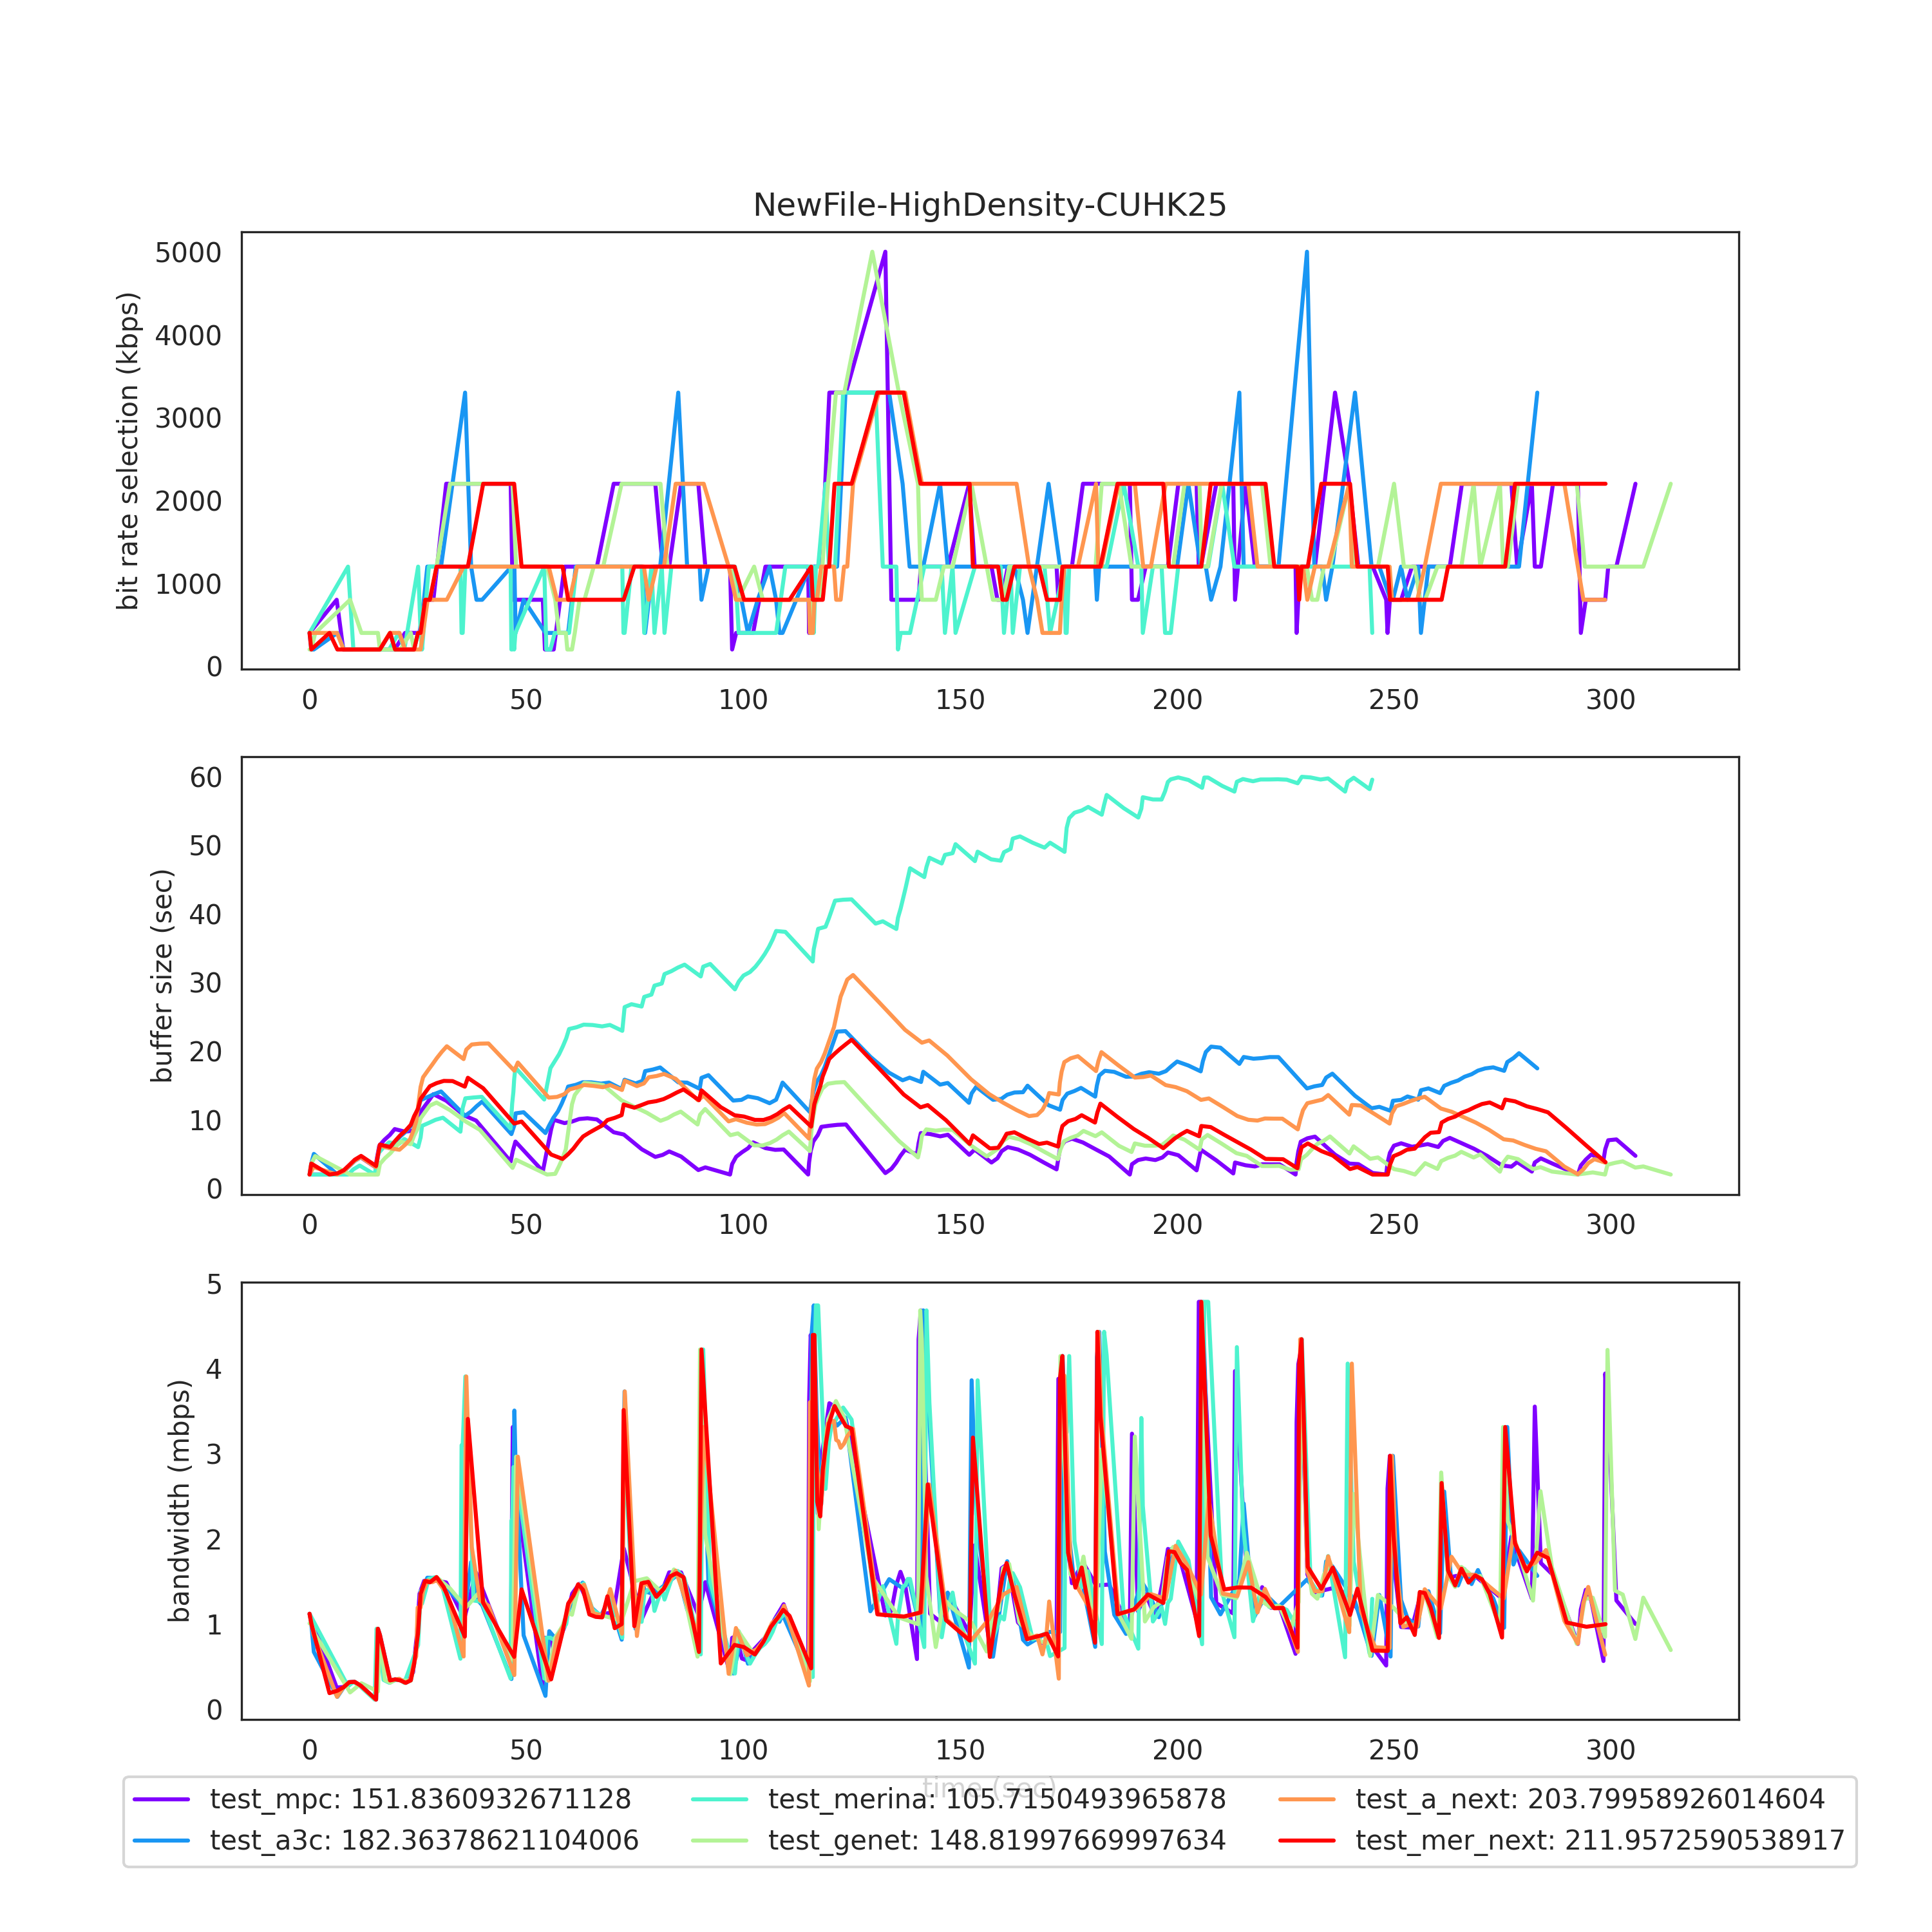 NewFile-HighDensity-CUHK25
bit rate selection (kbps)
5000
4000
3000
2000
1000
0
0 50 100 150 200 250 300
buffer size (sec)
60
50
40
30
20
10
0
0 50 100 150 200 250 300
bandwidth (mbps)
5
4
3
2
1
0
0 50 100 150 200 250 300
time (sec)
test_mpc: 151.8360932671128 test_merina: 105.7150493965878 test_a_next: 203.79958926014604
test_a3c: 182.36378621104006 test_genet: 148.81997669997634 test_mer_next: 211.9572590538917